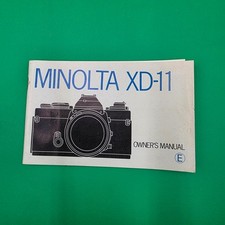 MINOLTA XD-11
OWNER'S MANUAL
E